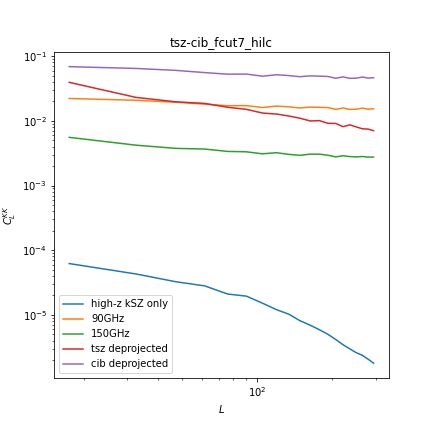 tsz-cib_fcut7_hilc
10⁻¹
10⁻²
10⁻³
10⁻⁴
10⁻⁵
C_L^{KK}
high-z kSZ only
90GHz
150GHz
tsz deprojected
cib deprojected
10²
L